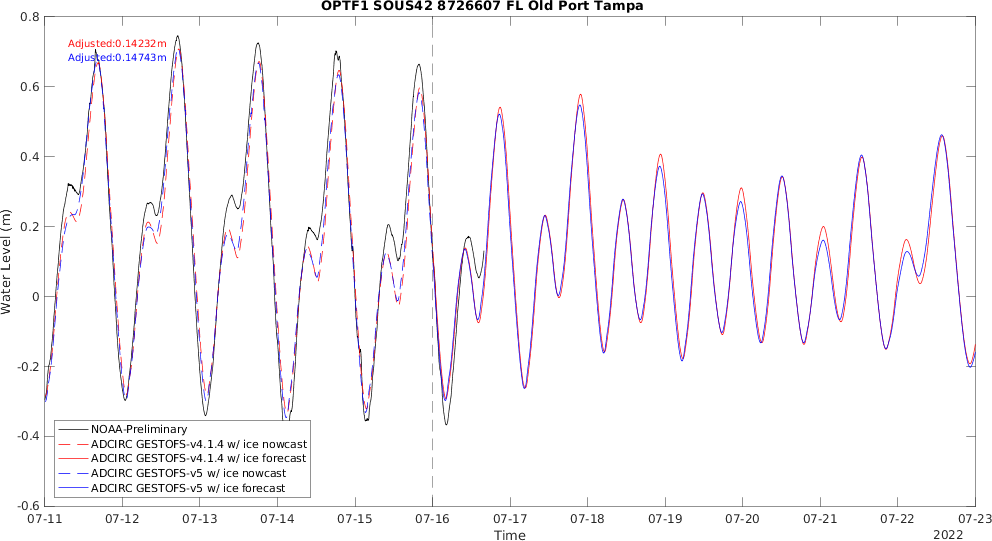 OPTF1 SOUS42 8726607 FL Old Port Tampa
0.8
Adjusted:0.14232m
Adjusted:0.14743m
0.6
0.4
0.2
0
-0.2
-0.4
-0.6
Water Level (m)
NOAA-Preliminary
ADCIRC GESTOFS-v4.1.4 w/ ice nowcast
ADCIRC GESTOFS-v4.1.4 w/ ice forecast
ADCIRC GESTOFS-v5 w/ ice nowcast
ADCIRC GESTOFS-v5 w/ ice forecast
07-11 07-12 07-13 07-14 07-15 07-16 07-17 07-18 07-19 07-20 07-21 07-22 07-23
Time
2022